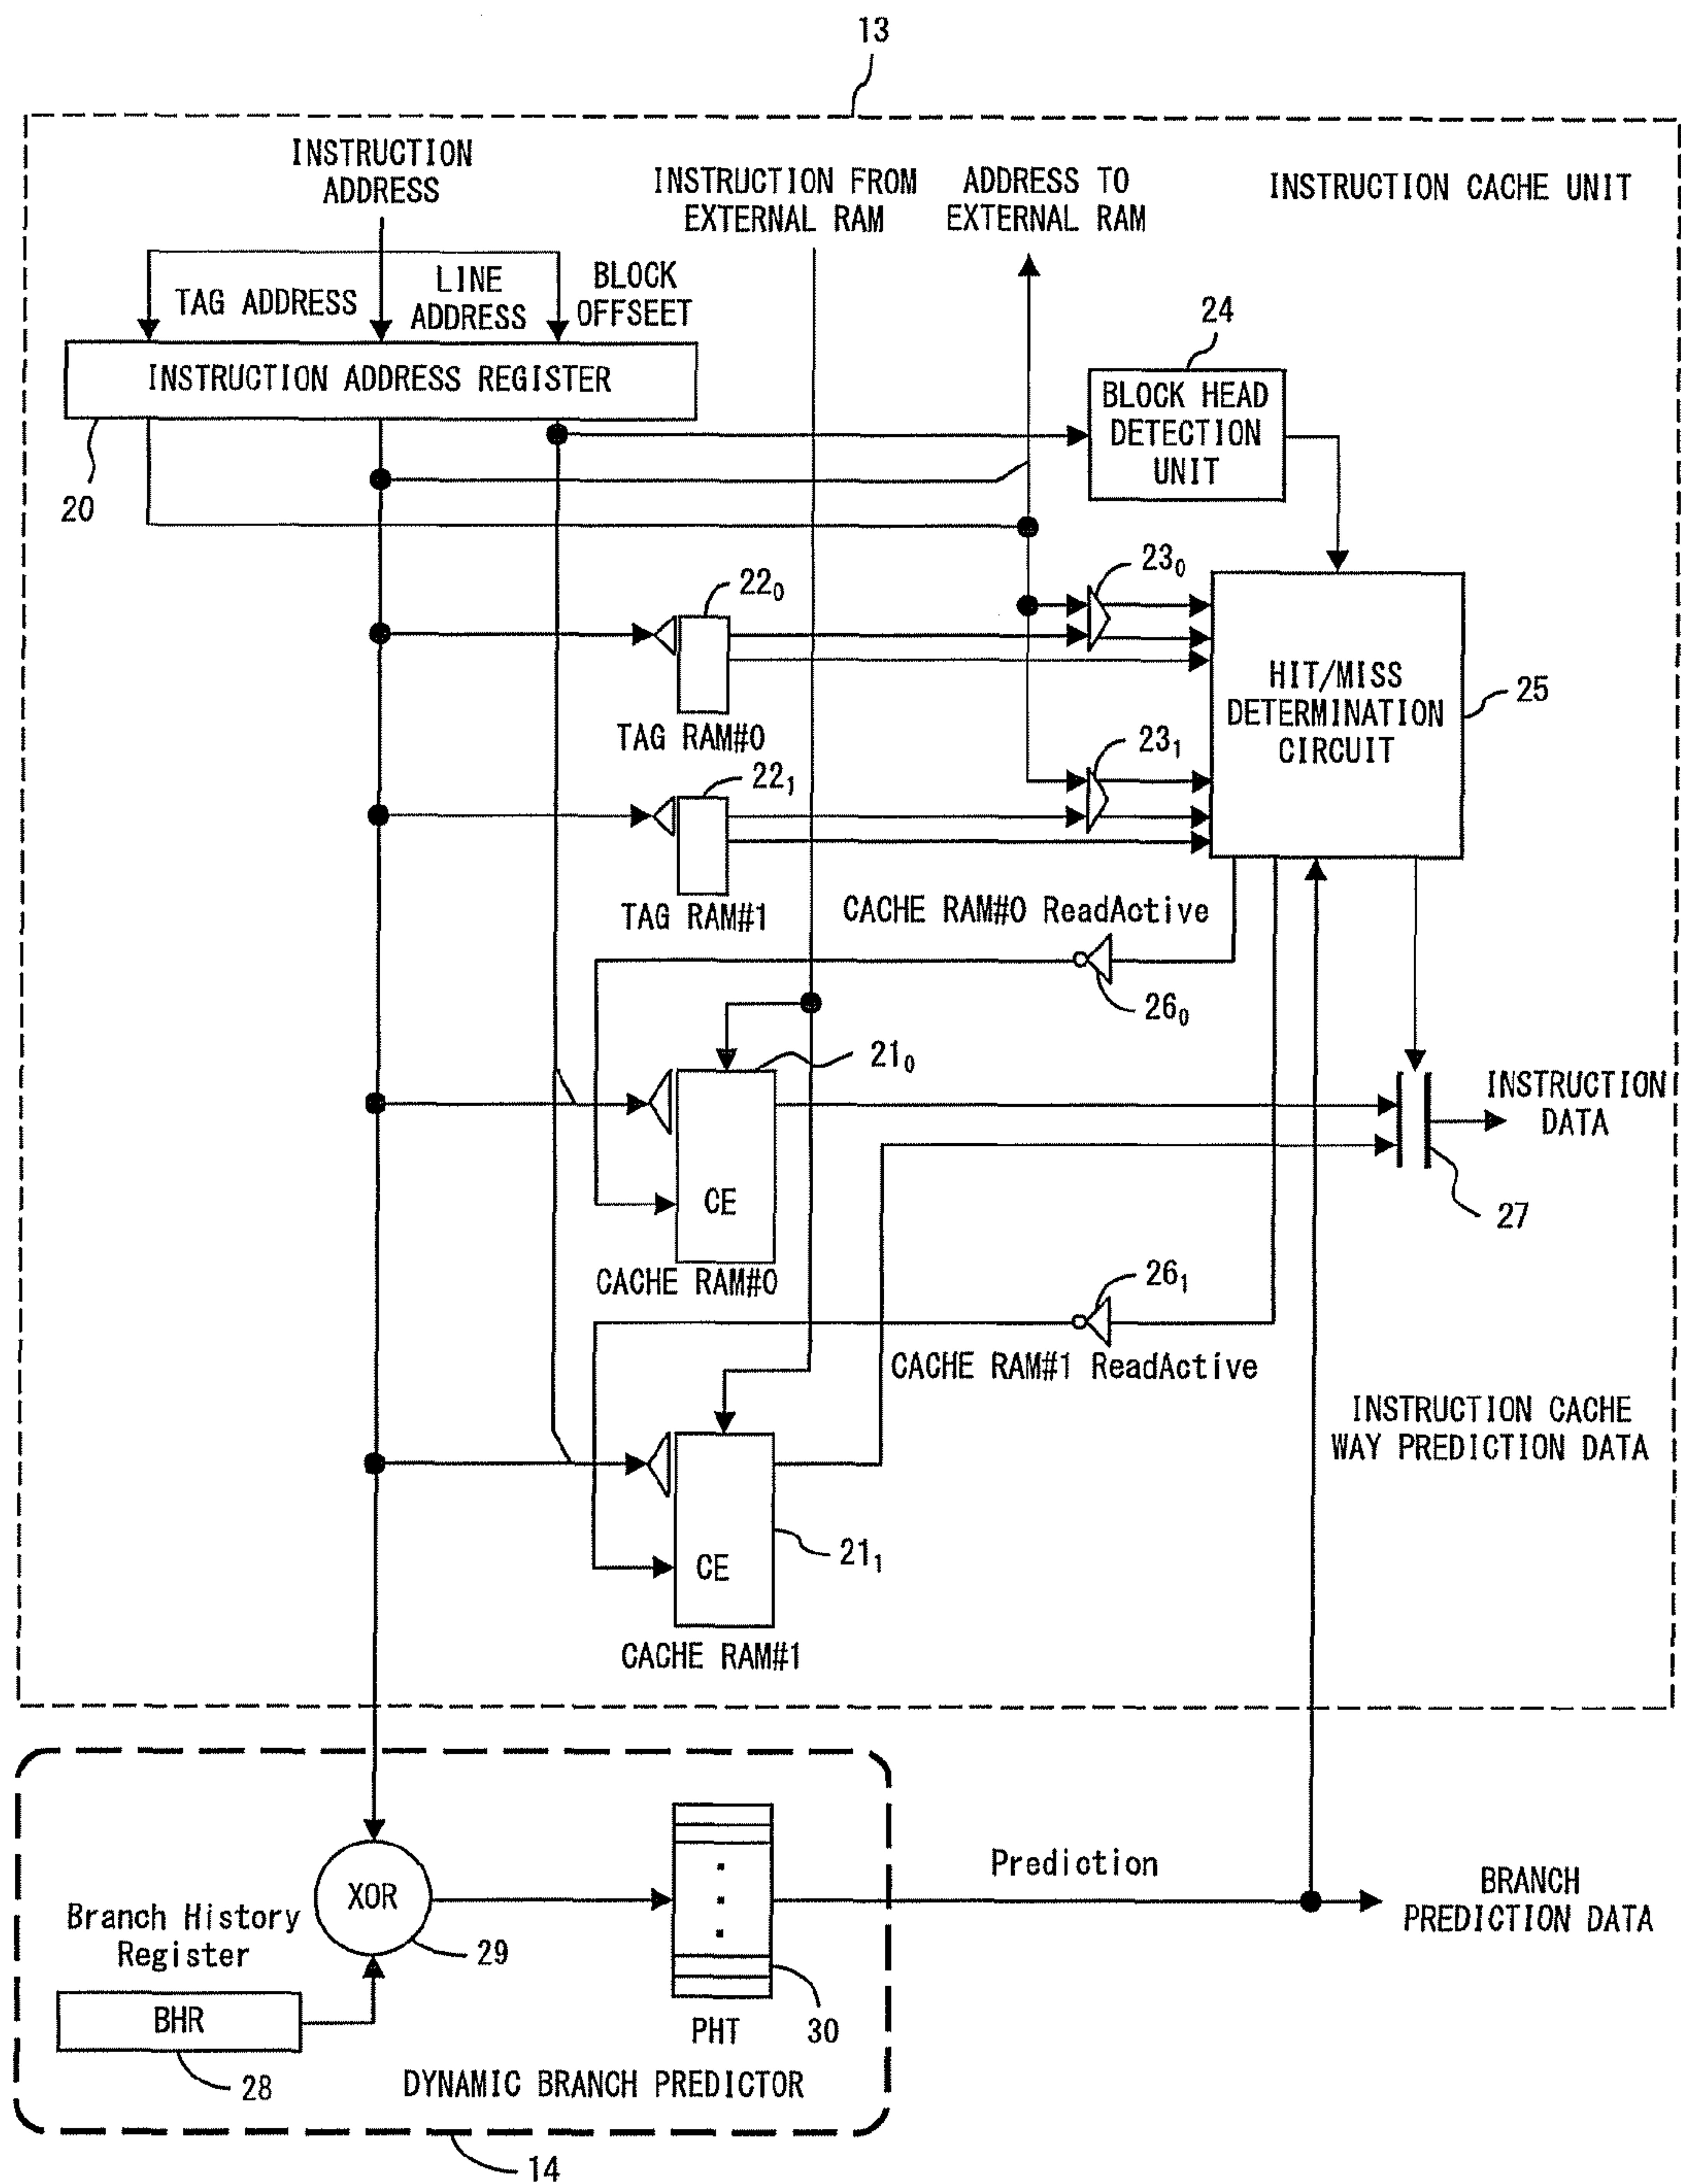 13
INSTRUCTION
ADDRESS
INSTRUCTION FROM
EXTERNAL RAM
ADDRESS TO
EXTERNAL RAM
INSTRUCTION CACHE UNIT
TAG ADDRESS
LINE
ADDRESS
BLOCK
OFFSEET
INSTRUCTION ADDRESS REGISTER
20
24
BLOCK HEAD
DETECTION
UNIT
22₀
TAG RAM#0
23₀
22₁
TAG RAM#1
23₁
HIT/MISS
DETERMINATION
CIRCUIT
25
CACHE RAM#0 ReadActive
26₀
21₀
CE
CACHE RAM#0
INSTRUCTION
DATA
27
26₁
CACHE RAM#1 ReadActive
INSTRUCTION CACHE
WAY PREDICTION DATA
CE
21₁
CACHE RAM#1
XOR
29
Branch History
Register
BHR
28
PHT
30
Prediction
BRANCH
PREDICTION DATA
DYNAMIC BRANCH PREDICTOR
14